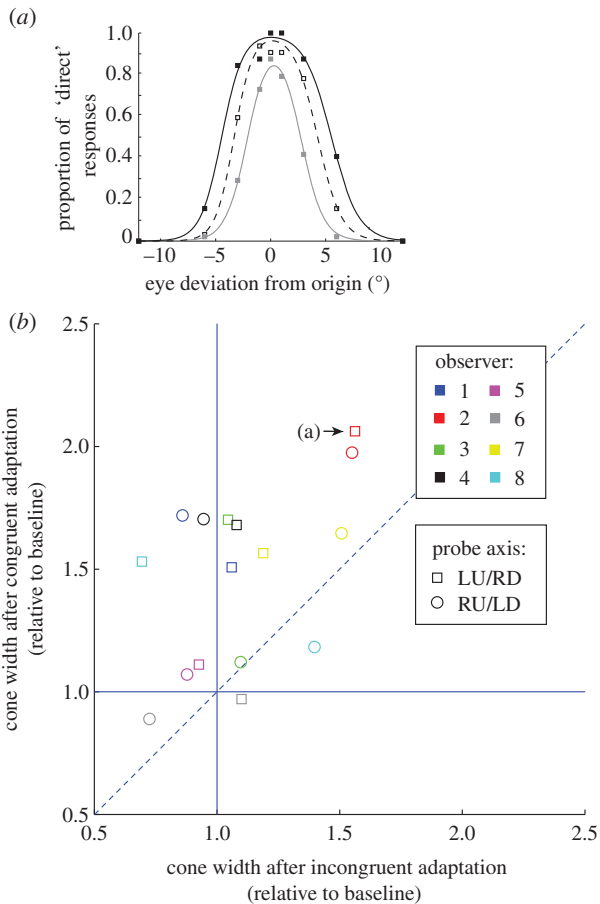 (a)
proportion of ‘direct’
responses
1.0
0.8
0.6
0.4
0.2
0
–10
–5
0
5
10
eye deviation from origin (°)
(b)
2.5
2.0
1.5
1.0
0.5
cone width after congruent adaptation
(relative to baseline)
(a)
observer:
1 5
2 6
3 7
4 8
probe axis:
LU/RD
RU/LD
0.5
1.0
1.5
2.0
2.5
cone width after incongruent adaptation
(relative to baseline)